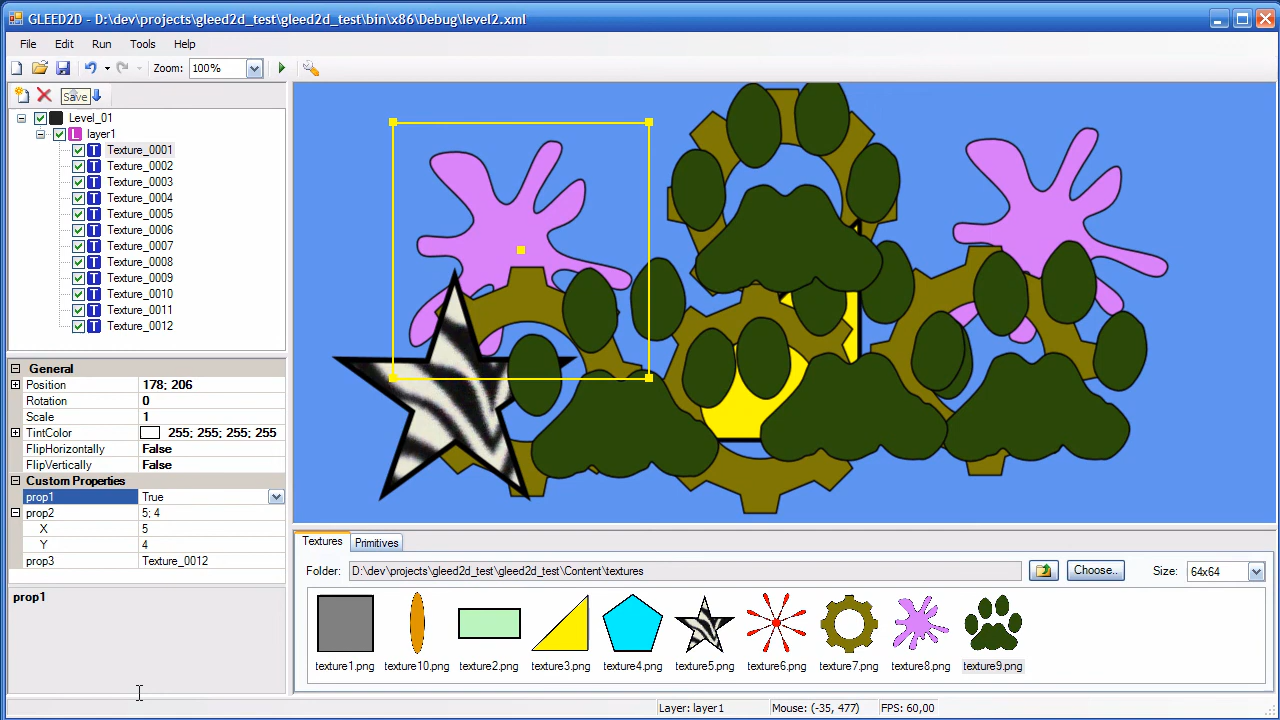 GLEED2D - D:\dev\projects\gleed2d_test\gleed2d_test\bin\x86\Debug\level2.xml
File Edit Run Tools Help
Zoom: 100%
Save
Level_01
L layer1
T Texture_0001
T Texture_0002
T Texture_0003
T Texture_0004
T Texture_0005
T Texture_0006
T Texture_0007
T Texture_0008
T Texture_0009
T Texture_0010
T Texture_0011
T Texture_0012
General
Position 178; 206
Rotation 0
Scale 1
TintColor 255; 255; 255; 255
FlipHorizontally False
FlipVertically False
Custom Properties
prop1 True
prop2 5; 4
X 5
Y 4
prop3 Texture_0012
prop1
Textures Primitives
Folder: D:\dev\projects\gleed2d_test\gleed2d_test\Content\textures Choose.. Size: 64x64
texture1.png texture10.png texture2.png texture3.png texture4.png texture5.png texture6.png texture7.png texture8.png texture9.png
Layer: layer1 Mouse: (-35, 477) FPS: 60,00